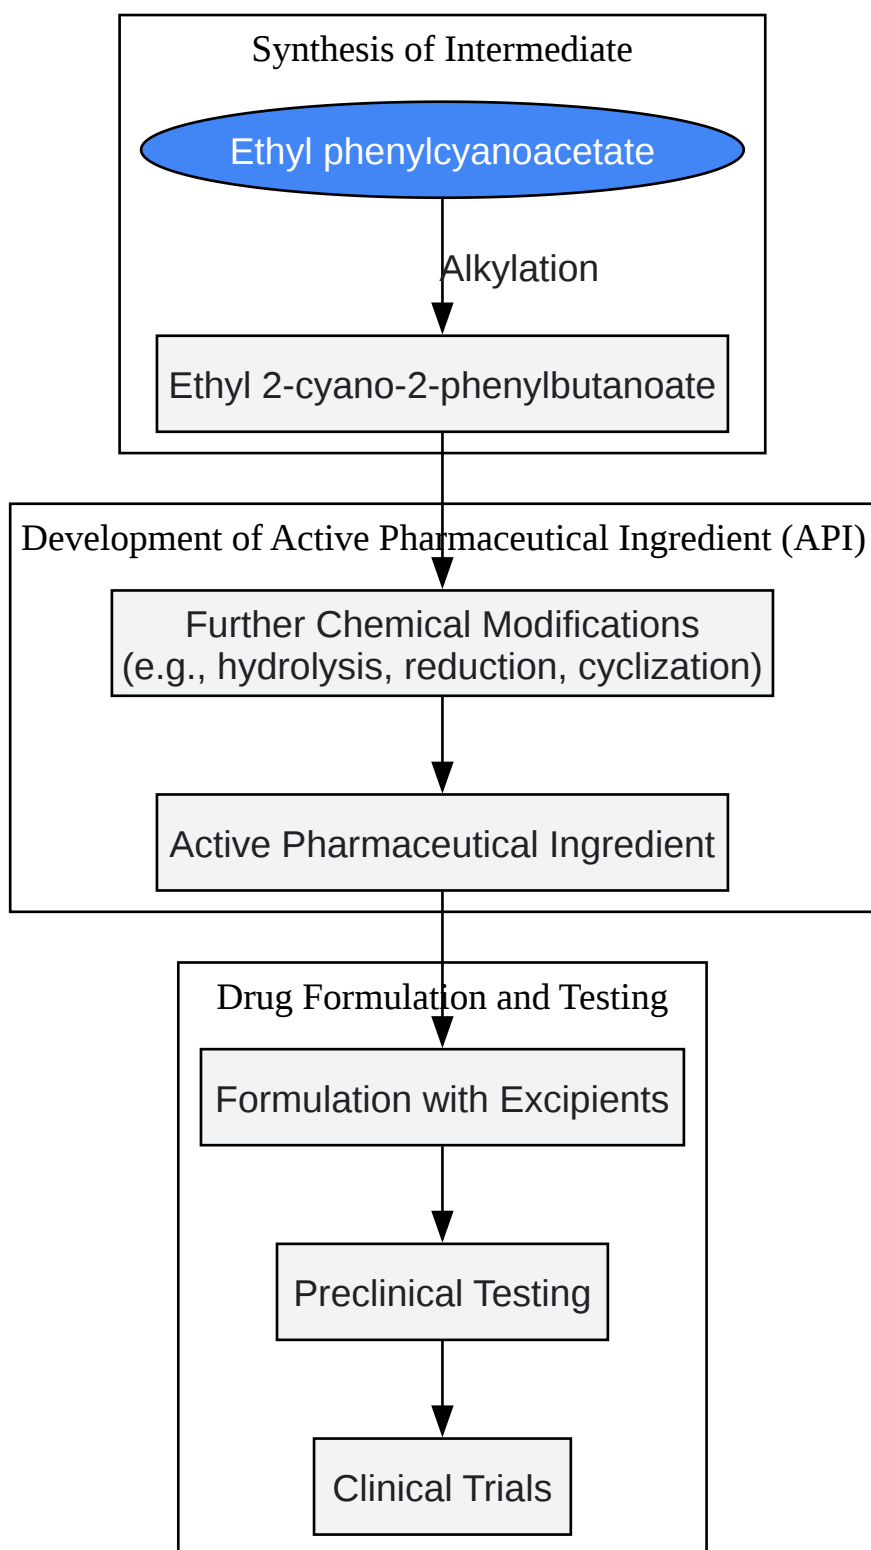 Synthesis of Intermediate
Ethyl phenylcyanoacetate
Alkylation
Ethyl 2-cyano-2-phenylbutanoate
Development of Active Pharmaceutical Ingredient (API)
Further Chemical Modifications
(e.g., hydrolysis, reduction, cyclization)
Active Pharmaceutical Ingredient
Drug Formulation and Testing
Formulation with Excipients
Preclinical Testing
Clinical Trials